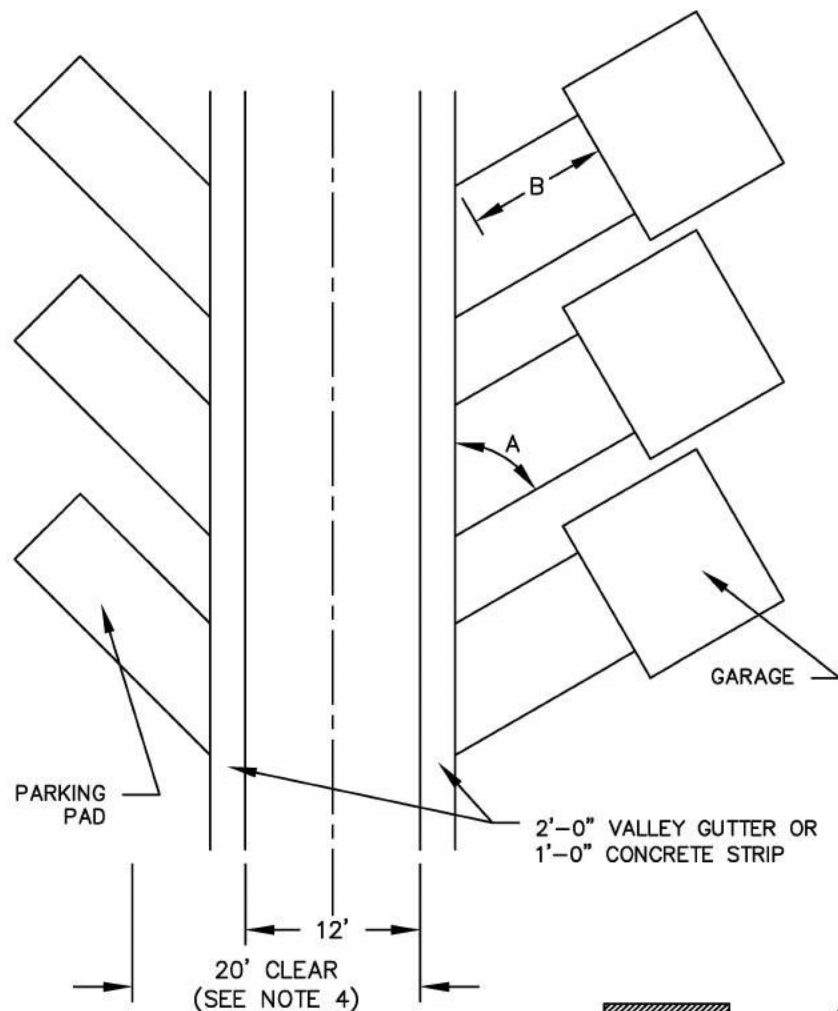 B
A
GARAGE
PARKING
PAD
2'-0" VALLEY GUTTER OR
1'-0" CONCRETE STRIP
12'
20' CLEAR
(SEE NOTE 4)